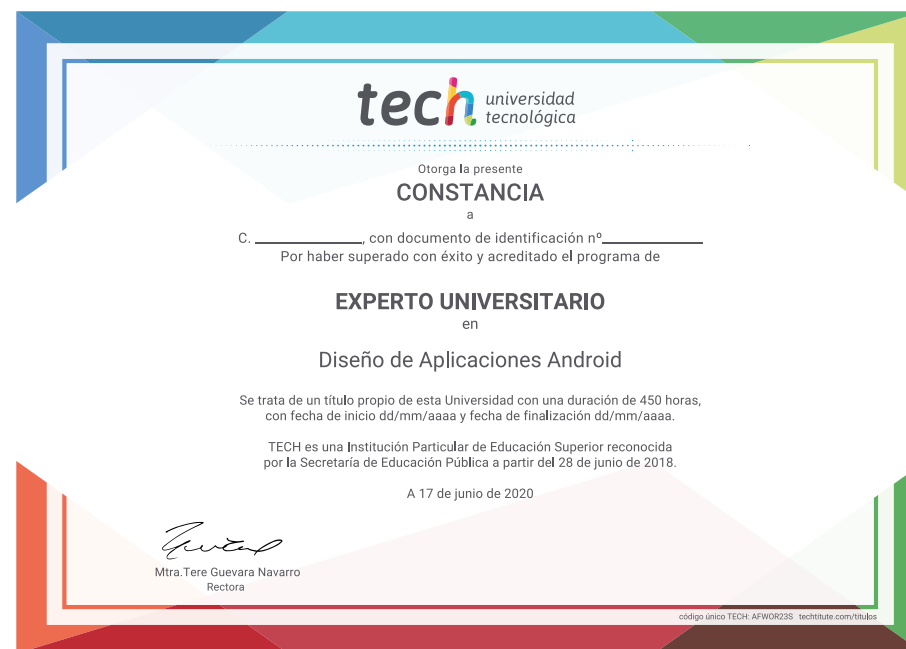 tech universidad
tecnológica
Otorga la presente
CONSTANCIA
a
C. ____________, con documento de identificación nº____________
Por haber superado con éxito y acreditado el programa de
EXPERTO UNIVERSITARIO
en
Diseño de Aplicaciones Android
Se trata de un título propio de esta Universidad con una duración de 450 horas,
con fecha de inicio dd/mm/aaaa y fecha de finalización dd/mm/aaaa.
TECH es una Institución Particular de Educación Superior reconocida
por la Secretaría de Educación Pública a partir del 28 de junio de 2018.
A 17 de junio de 2020
Mtra.Tere Guevara Navarro
Rectora
código único TECH: AFWOR23S techtitute.com/titulos